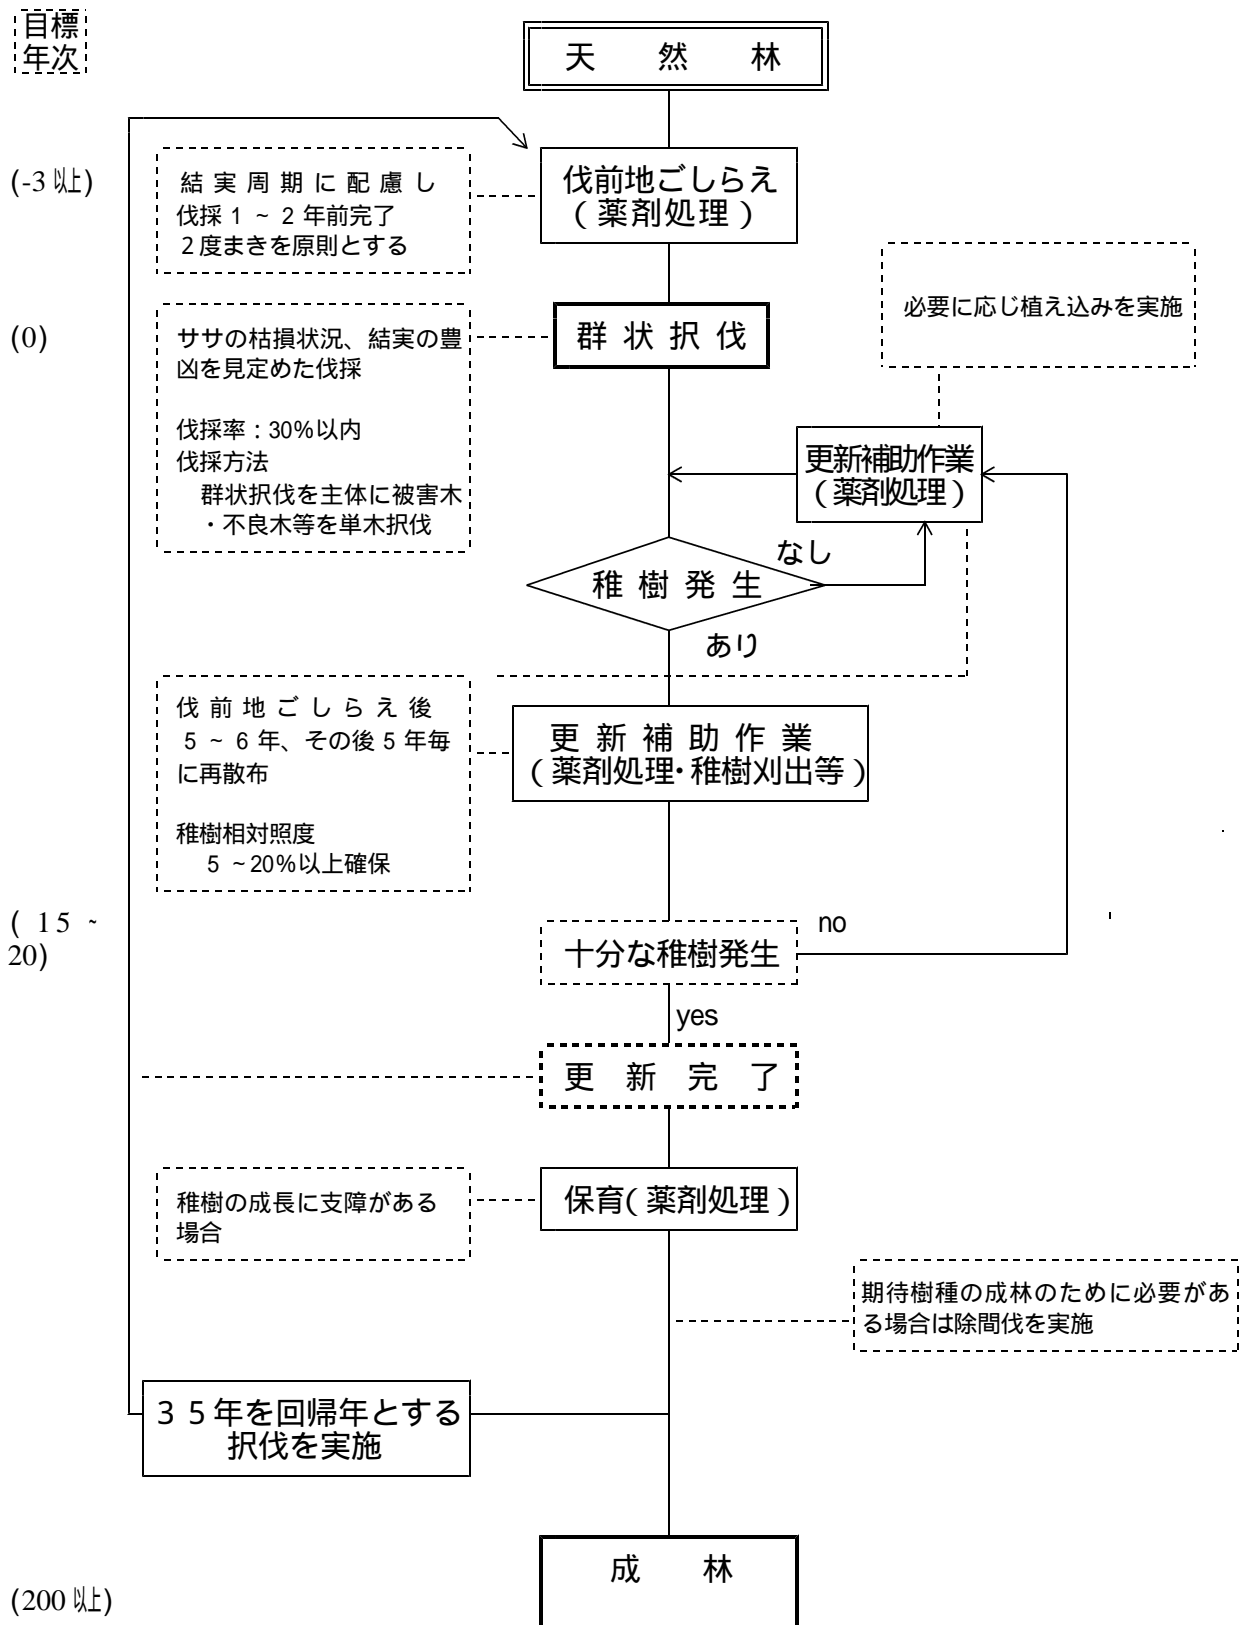 目標
年次
天 然 林
(-3 以上)
結 実 周 期 に 配 慮 し
伐採 1 ~ 2 年前完了
2度まきを原則とする
伐前地ごしらえ
(薬剤処理)
必要に応じ植え込みを実施
(0)
ササの枯損状況、結実の豊
凶を見定めた伐採
伐採率:30%以内
伐採方法
群状択伐を主体に被害木
・不良木等を単木択伐
群 状 択 伐
更新補助作業
(薬剤処理)
なし
稚 樹 発 生
あり
伐 前 地 ご し ら え 後
5 ~ 6 年、その後 5 年毎
に再散布
稚樹相対照度
5 ~20%以上確保
更 新 補 助 作 業
(薬剤処理・稚樹刈出等)
( 15 ~
20)
十分な稚樹発生
no
yes
更 新 完 了
稚樹の成長に支障がある
場合
保育(薬剤処理)
期待樹種の成林のために必要があ
る場合は除間伐を実施
35年を回帰年とする
択伐を実施
成 林
(200 以上)